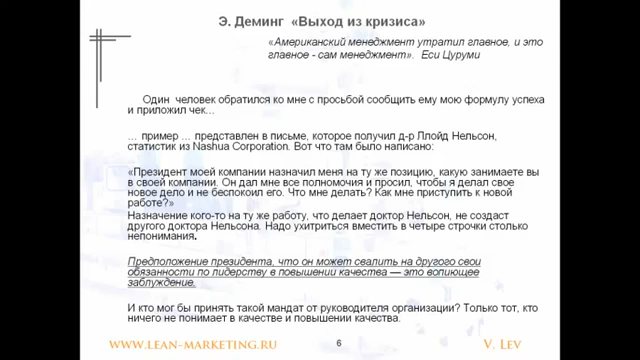 Э. Деминг «Выход из кризиса»
«Американский менеджмент утратил главное, и это
главное - сам менеджмент». Еси Цуруми
Один человек обратился ко мне с просьбой сообщить ему мою формулу успеха
и приложил чек…
… пример … представлен в письме, которое получил д-р Ллойд Нельсон,
статистик из Nashua Corporation. Вот что там было написано:
«Президент моей компании назначил меня на ту же позицию, какую занимаете вы
в своей компании. Он дал мне все полномочия и просил, чтобы я делал свое
новое дело и не беспокоил его. Что мне делать? Как мне приступить к новой
работе?»
Назначение кого-то на ту же работу, что делает доктор Нельсон, не создаст
другого доктора Нельсона. Надо ухитриться вместить в четыре строчки столько
непонимания.
Предположение президента, что он может свалить на другого свои
обязанности по лидерству в повышении качества — это вопиющее
заблуждение.
И кто мог бы принять такой мандат от руководителя организации? Только тот, кто
ничего не понимает в качестве и повышении качества.
www.lean-marketing.ru 6 V. Lev